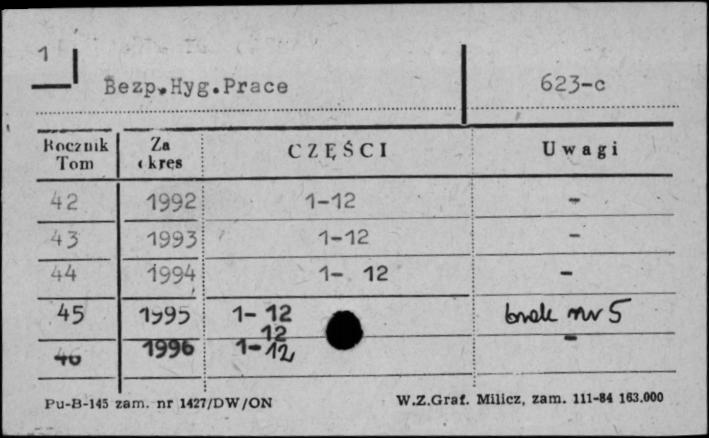 1
Bezp.Hyg.Prace 623-c
Rocznik Tom Za okres CZĘŚCI Uwagi
42 1992 1-12 -
43 1993 1-12 -
44 1994 1- 12 -
45 1995 1- 12 brak nr 5
12
46 1996 1-12 -
Pu-B-145 zam. nr 1427/DW/ON W.Z.Graf. Milicz, zam. 111-84 163.000